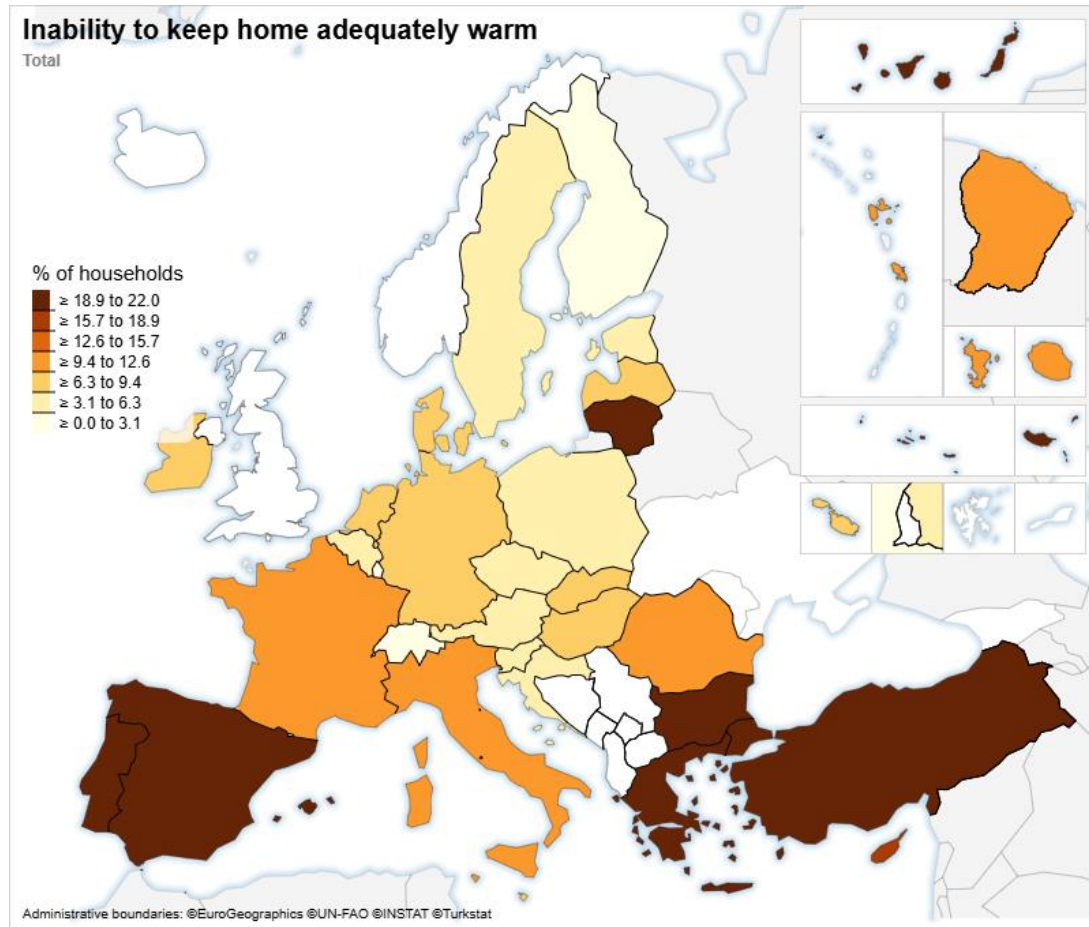 Inability to keep home adequately warm
Total
% of households
≥ 18.9 to 22.0
≥ 15.7 to 18.9
≥ 12.6 to 15.7
≥ 9.4 to 12.6
≥ 6.3 to 9.4
≥ 3.1 to 6.3
≥ 0.0 to 3.1
Administrative boundaries: ©EuroGeographics ©UN-FAO ©INSTAT ©Turkstat